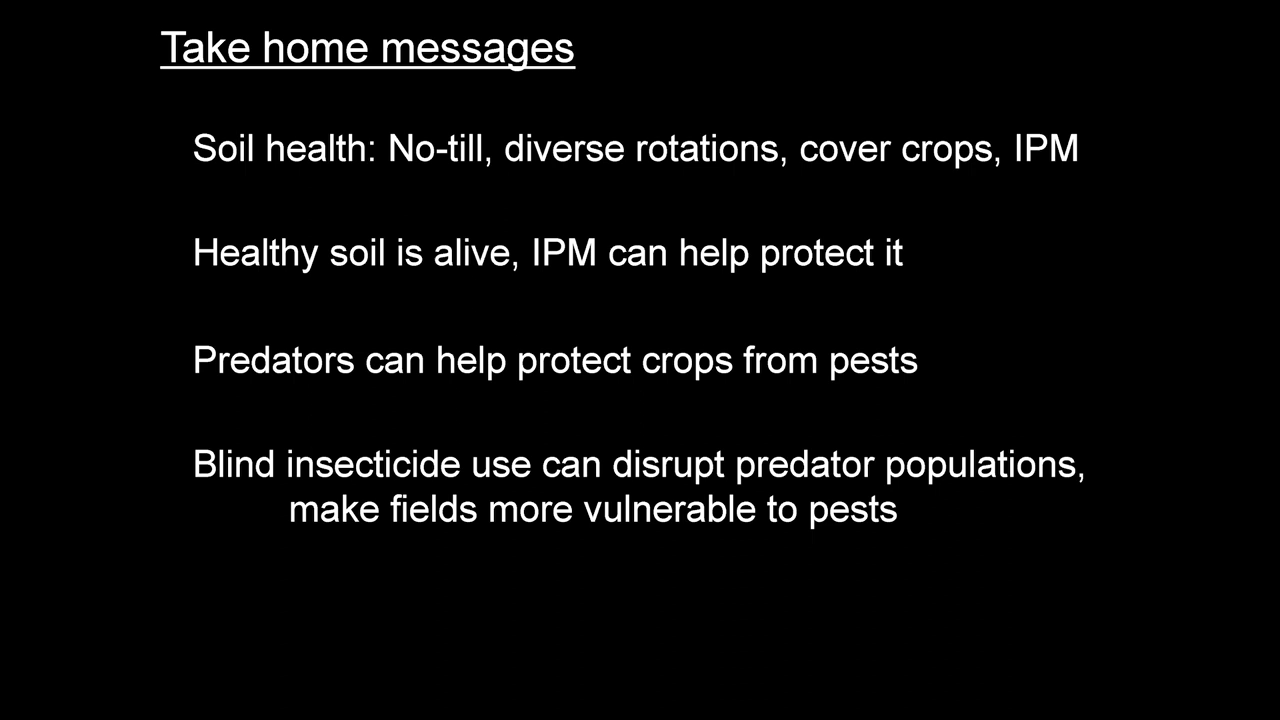 Take home messages
Soil health: No-till, diverse rotations, cover crops, IPM
Healthy soil is alive, IPM can help protect it
Predators can help protect crops from pests
Blind insecticide use can disrupt predator populations,
make fields more vulnerable to pests